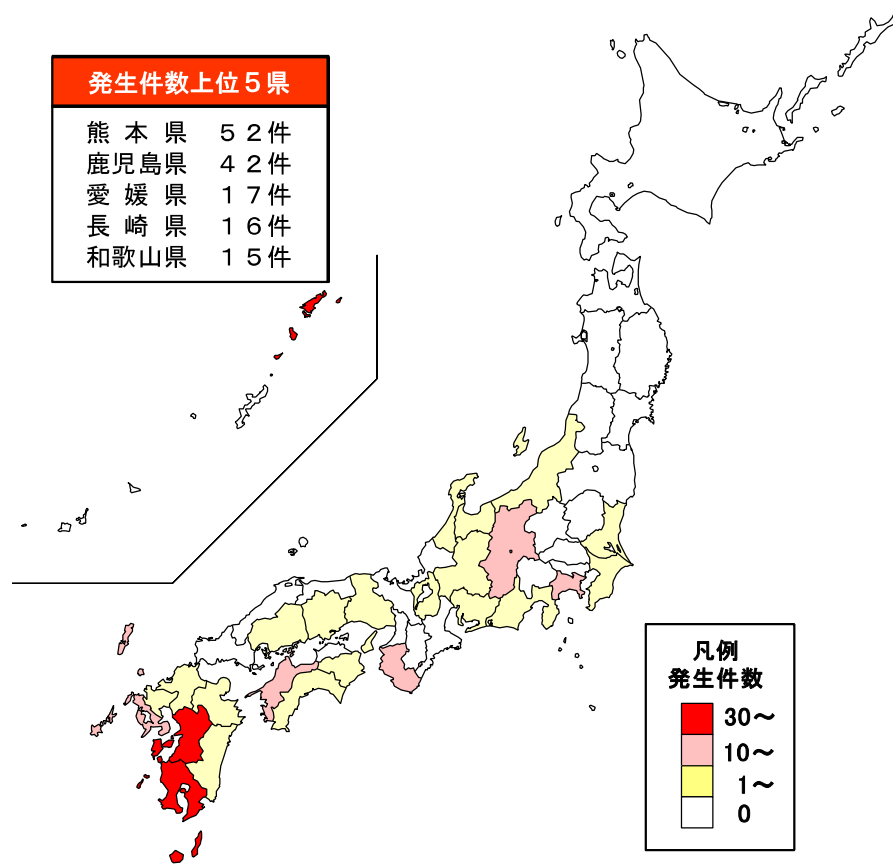 発生件数上位5県
熊本県 52件
鹿児島県 42件
愛媛県 17件
長崎県 16件
和歌山県 15件
凡例
発生件数
30~
10~
1~
0